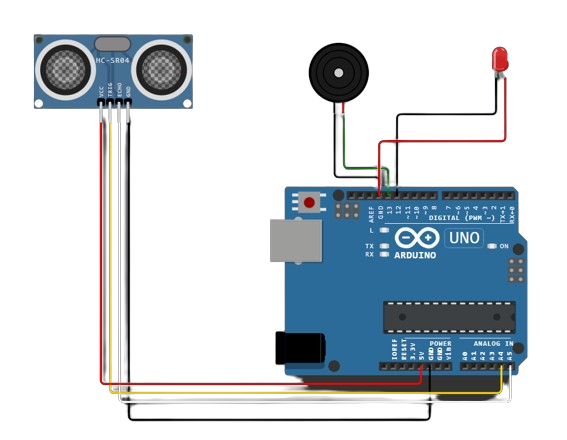 HC-SR04
VCC
TRIG
ECHO
GND
AREF
GND
13
12
~11
~10
~9
8
7
~6
~5
4
~3
2
TX→1
RX←0
DIGITAL (PWM ~)
L
TX
RX
UNO
ON
ARDUINO
IOREF
RESET
3.3V
5V
GND
GND
Vin
POWER
ANALOG IN
A0
A1
A2
A3
A4
A5